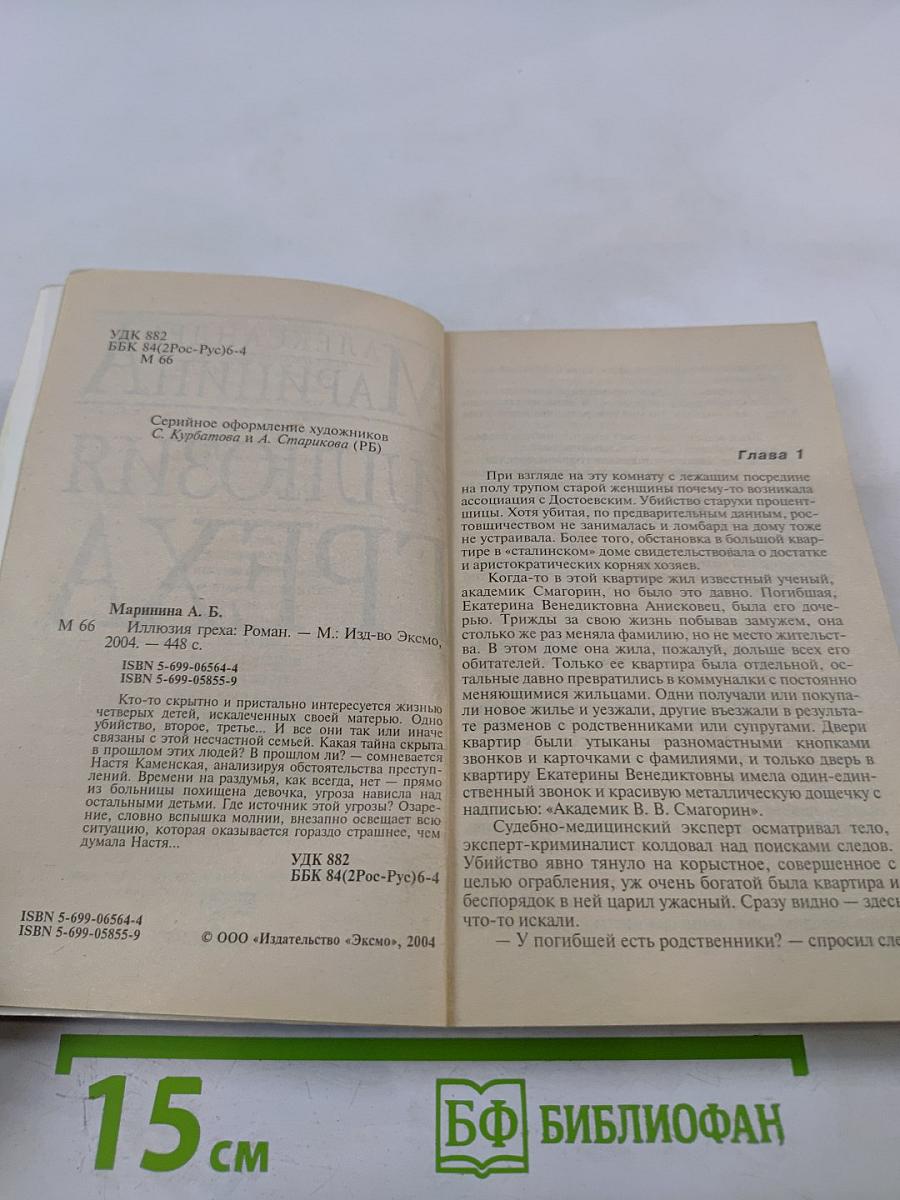 УДК 882
ББК 84(2Рос-Рус)6-4
М 66
Серийное оформление художников
С. Курбатова и А. Старикова (РБ)
Маринина А. Б.
М 66 Иллюзия греха: Роман. — М.: Изд-во Эксмо,
2004. — 448 с.
ISBN 5-699-06564-4
ISBN 5-699-05855-9
Кто-то скрытно и пристально интересуется жизнью
четверых детей, искалеченных своей матерью. Одно
убийство, второе, третье... И все они так или иначе
связаны с этой несчастной семьей. Какая тайна скрыта
в прошлом этих людей? В прошлом ли? — сомневается
Настя Каменская, анализируя обстоятельства преступ-
лений. Времени на раздумья, как всегда, нет — прямо
из больницы похищена девочка, угроза нависла над
остальными детьми. Где источник этой угрозы? Озаре-
ние, словно вспышка молнии, внезапно освещает всю
ситуацию, которая оказывается гораздо страшнее, чем
думала Настя...
УДК 882
ББК 84(2Рос-Рус)6-4
ISBN 5-699-06564-4
ISBN 5-699-05855-9
© ООО «Издательство «Эксмо», 2004
Глава 1
При взгляде на эту комнату с лежащим посредине
на полу трупом старой женщины почему-то возникала
ассоциация с Достоевским. Убийство старухи процент-
щицы. Хотя убитая, по предварительным данным, рос-
товщичеством не занималась и ломбард на дому тоже
не устраивала. Более того, обстановка в большой квар-
тире в «сталинском» доме свидетельствовала о достатке
и аристократических корнях хозяев.
Когда-то в этой квартире жил известный ученый,
академик Смагорин, но было это давно. Погибшая,
Екатерина Венедиктовна Анисковец, была его доче-
рью. Трижды за свою жизнь побывав замужем, она
столько же раз меняла фамилию, но не место жительст-
ва. В этом доме она жила, пожалуй, дольше всех его
обитателей. Только ее квартира была отдельной, ос-
тальные давно превратились в коммуналки с постоянно
меняющимися жильцами. Одни получали или покупа-
ли новое жилье и уезжали, другие въезжали в результа-
те разменов с родственниками или супругами. Двери
квартир были утыканы разномастными кнопками
звонков и карточками с фамилиями, и только дверь в
квартиру Екатерины Венедиктовны имела один-един-
ственный звонок и красивую металлическую дощечку с
надписью: «Академик В. В. Смагорин».
Судебно-медицинский эксперт осматривал тело,
эксперт-криминалист колдовал над поисками следов.
Убийство явно тянуло на корыстное, совершенное с
целью ограбления, уж очень богатой была квартира и
беспорядок в ней царил ужасный. Сразу видно — здесь
что-то искали.
— У погибшей есть родственники? — спросил сле
15 см
БФ БИБЛИОФАН